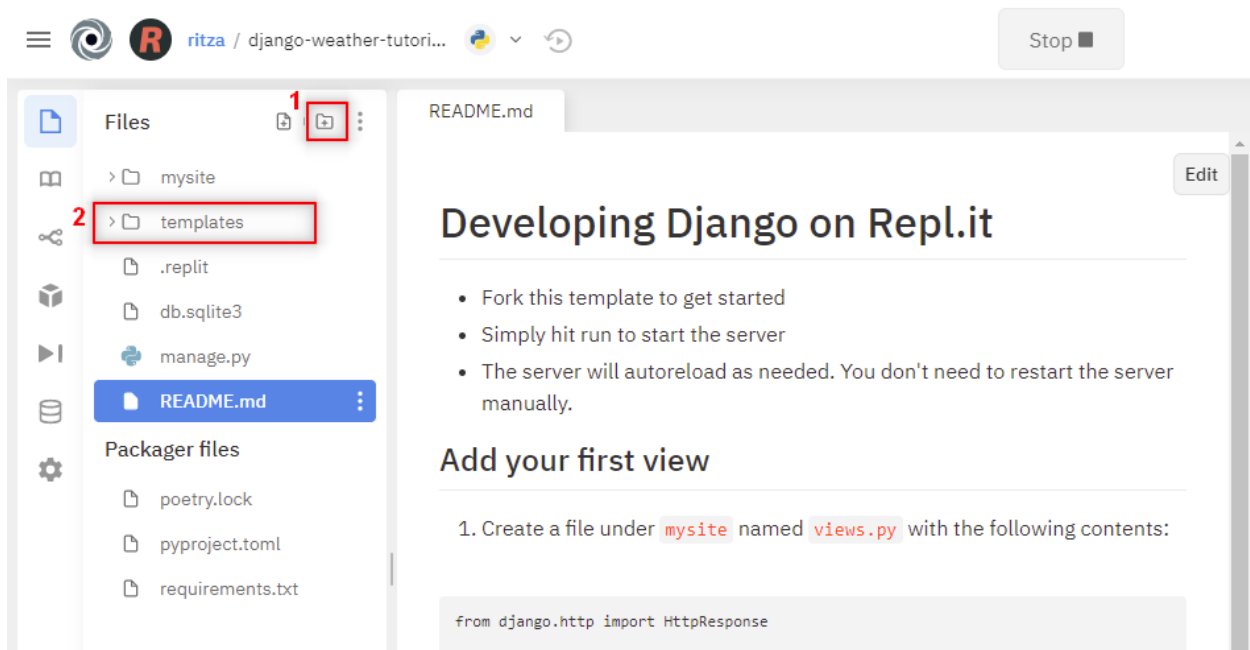 R ritza / django-weather-tutori... Stop
1
Files
README.md
mysite
Edit
2 templates
.replit
db.sqlite3
manage.py
README.md
Packager files
poetry.lock
pyproject.toml
requirements.txt
Developing Django on Repl.it
• Fork this template to get started
• Simply hit run to start the server
• The server will autoreload as needed. You don't need to restart the server
manually.
Add your first view
1. Create a file under mysite named views.py with the following contents:
from django.http import HttpResponse